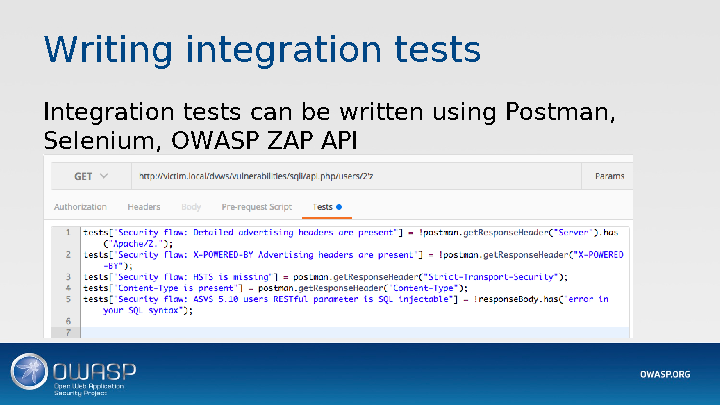 Writing integration tests
Integration tests can be written using Postman,
Selenium, OWASP ZAP API
GET http://victim.local/dvws/vulnerabilities/sqli/api.php/users/2'z Params
Authorization Headers Body Pre-request Script Tests
1 tests["Security flaw: Detailed advertising headers are present"] = !postman.getResponseHeader("Server").has
("Apache/2.");
2 tests["Security flaw: X-POWERED-BY Advertising headers are present"] = !postman.getResponseHeader("X-POWERED
-BY");
3 tests["Security flaw: HSTS is missing"] = postman.getResponseHeader("Strict-Transport-Security");
4 tests["Content-Type is present"] = postman.getResponseHeader("Content-Type");
5 tests["Security flaw: ASVS 5.10 users RESTful parameter is SQL injectable"] = !responseBody.has("error in
your SQL syntax");
6
7
OWASP
Open Web Application
Security Project
OWASP.ORG